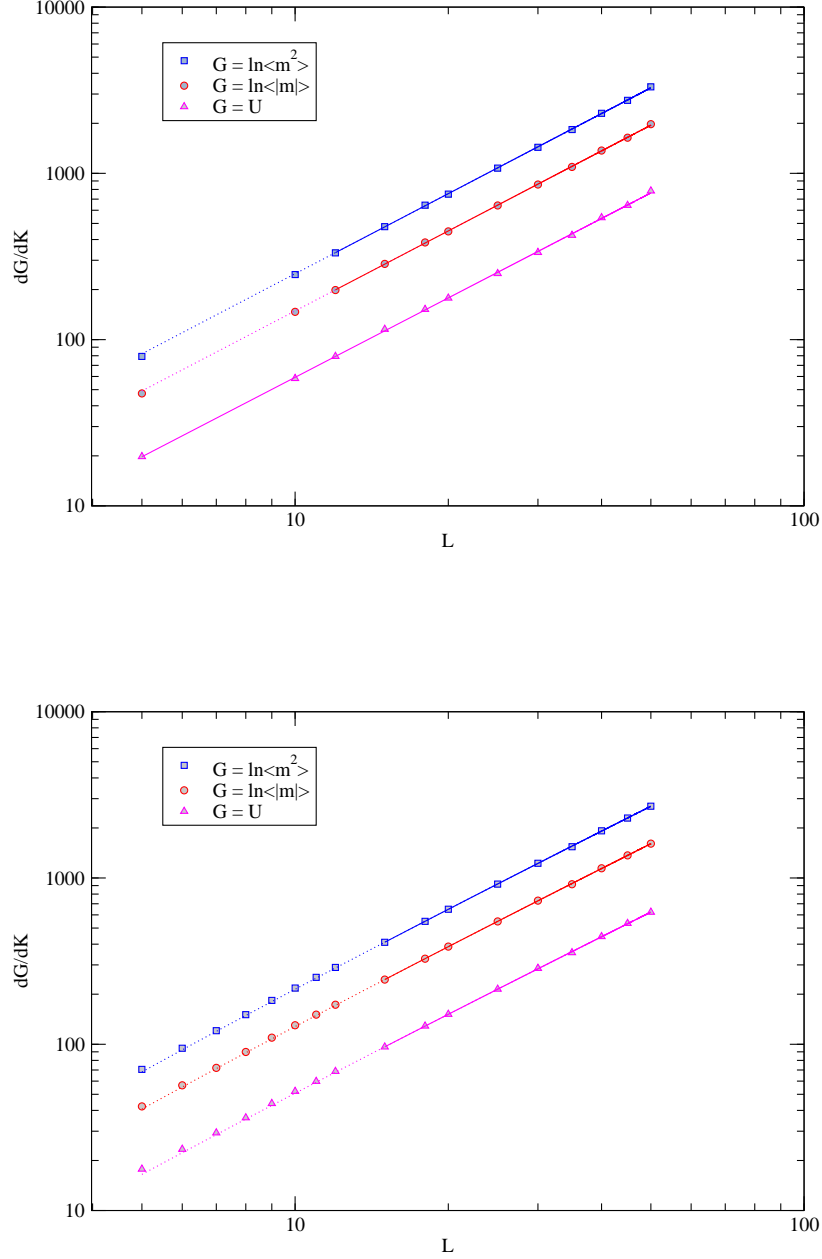 10000
G = ln<m²>
G = ln<|m|>
G = U
1000
dG/dK
100
10
10
100
L
10000
G = ln<m²>
G = ln<|m|>
G = U
1000
dG/dK
100
10
10
100
L